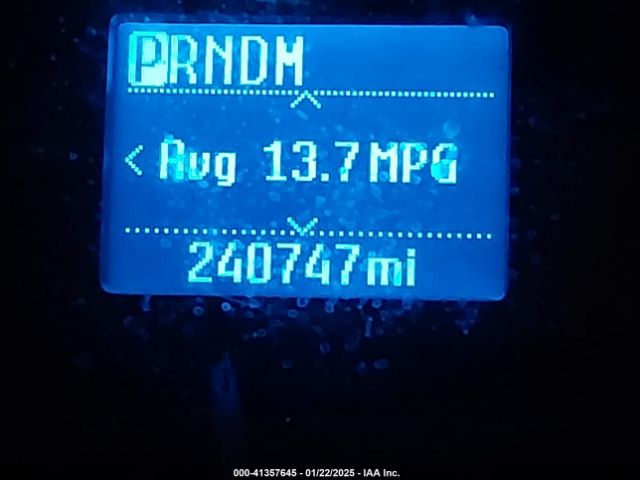 PRNDM
< Avg 13.7 MPG
240747mi
000-41357645 - 01/22/2025 - IAA Inc.